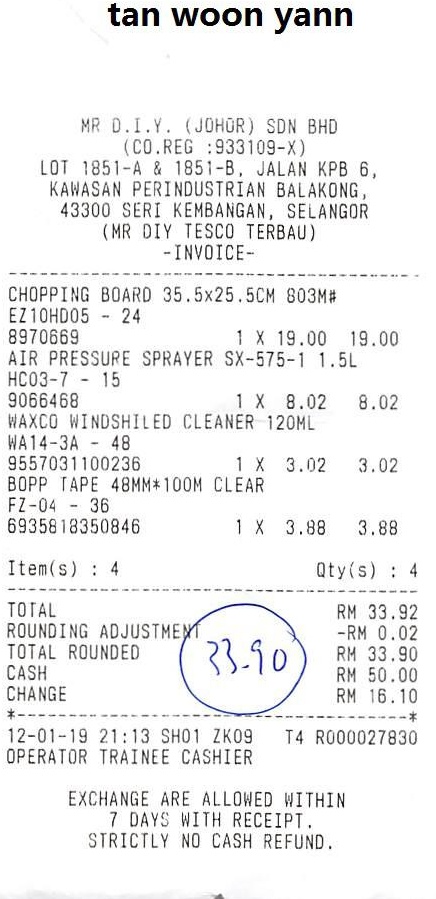 tan woon yann
MR D.I.Y. (JOHOR) SDN BHD
(CO.REG :933109-X)
LOT 1851-A & 1851-B, JALAN KPB 6,
KAWASAN PERINDUSTRIAN BALAKONG,
43300 SERI KEMBANGAN, SELANGOR
(MR DIY TESCO TERBAU)
-INVOICE-
CHOPPING BOARD 35.5x25.5CM 803M#
EZ10HD05 - 24
8970669 1 X 19.00 19.00
AIR PRESSURE SPRAYER SX-575-1 1.5L
HC03-7 - 15
9066468 1 X 8.02 8.02
WAXCO WINDSHILED CLEANER 120ML
WA14-3A - 48
9557031100236 1 X 3.02 3.02
BOPP TAPE 48MM*100M CLEAR
FZ-04 - 36
6935818350846 1 X 3.88 3.88
Item(s) : 4 Qty(s) : 4
TOTAL RM 33.92
ROUNDING ADJUSTMENT -RM 0.02
TOTAL ROUNDED RM 33.90
33.90
CASH RM 50.00
CHANGE RM 16.10
12-01-19 21:13 SH01 ZK09 T4 R000027830
OPERATOR TRAINEE CASHIER
EXCHANGE ARE ALLOWED WITHIN
7 DAYS WITH RECEIPT.
STRICTLY NO CASH REFUND.